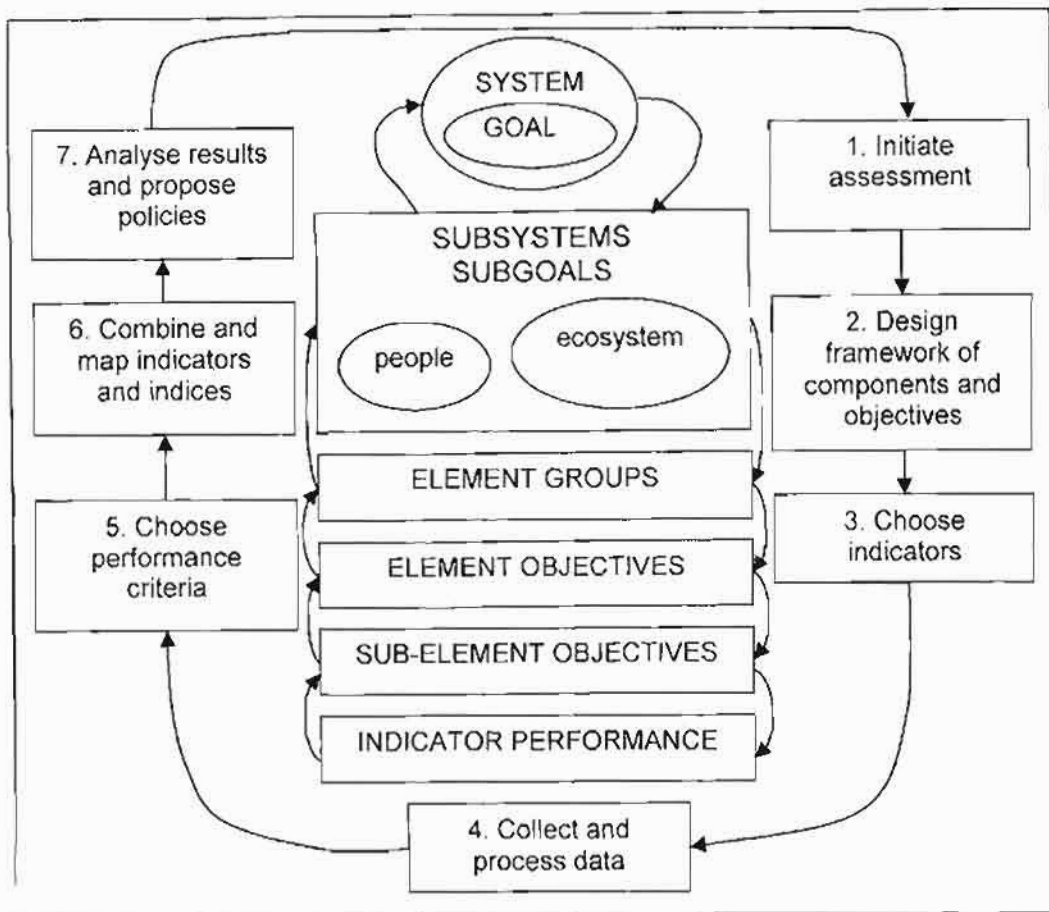 SYSTEM
GOAL
7. Analyse results
and propose
policies
1. Initiate
assessment
SUBSYSTEMS
SUBGOALS
people
ecosystem
6. Combine and
map indicators
and indices
2. Design
framework of
components and
objectives
ELEMENT GROUPS
5. Choose
performance
criteria
3. Choose
indicators
ELEMENT OBJECTIVES
SUB-ELEMENT OBJECTIVES
INDICATOR PERFORMANCE
4. Collect and
process data